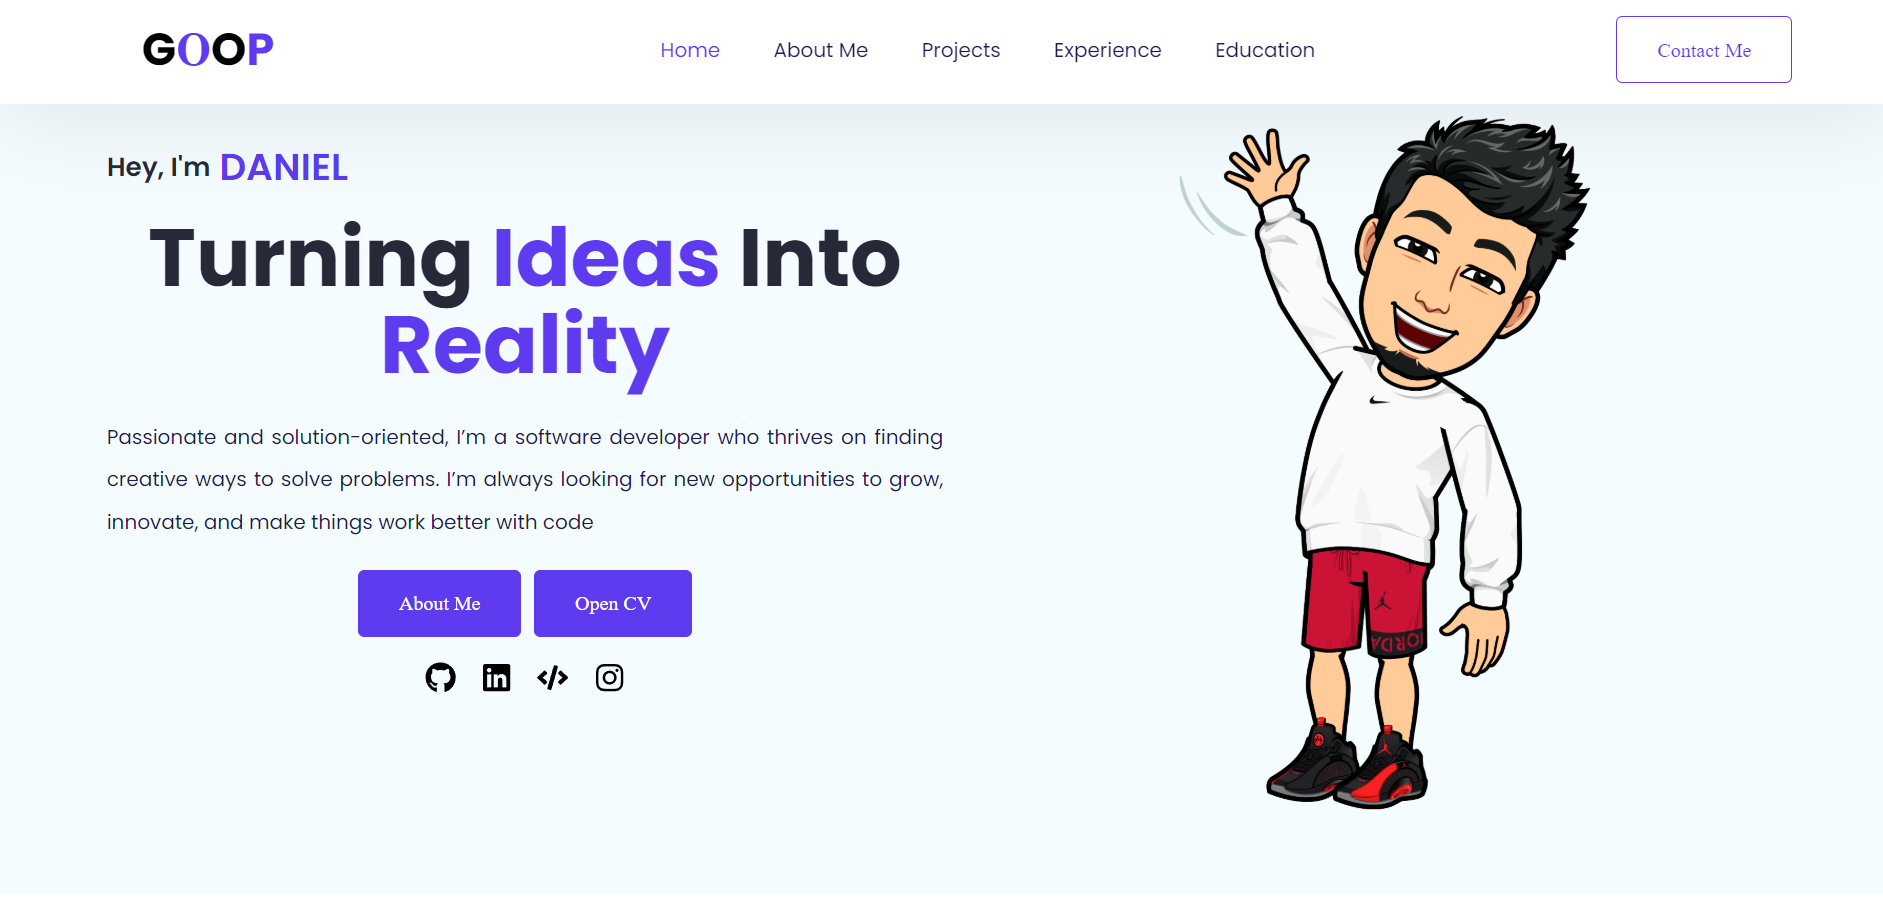 GOOP
Home About Me Projects Experience Education
Contact Me
Hey, I'm DANIEL
Turning Ideas Into
Reality
Passionate and solution-oriented, I’m a software developer who thrives on finding
creative ways to solve problems. I’m always looking for new opportunities to grow,
innovate, and make things work better with code
About Me Open CV
in